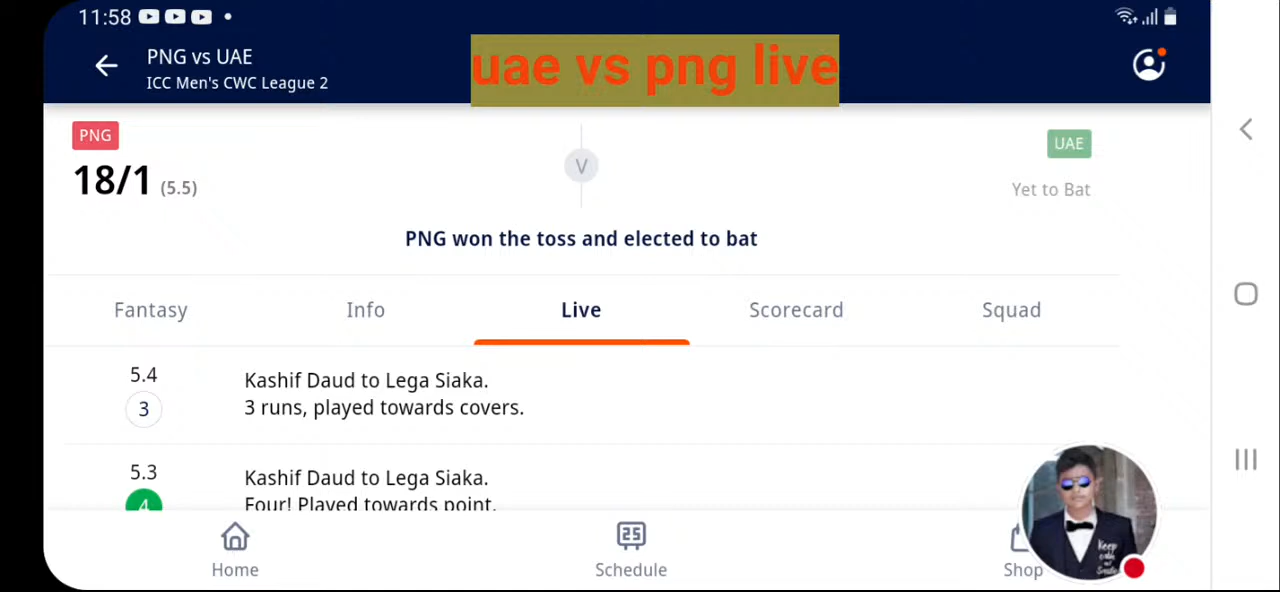 11:58
PNG vs UAE
ICC Men's CWC League 2
uae vs png live
PNG
18/1 (5.5)
V
UAE
Yet to Bat
PNG won the toss and elected to bat
Fantasy Info Live Scorecard Squad
5.4
3
Kashif Daud to Lega Siaka.
3 runs, played towards covers.
5.3
4
Kashif Daud to Lega Siaka.
Four! Played towards point.
25
Home Schedule Shop
Keep